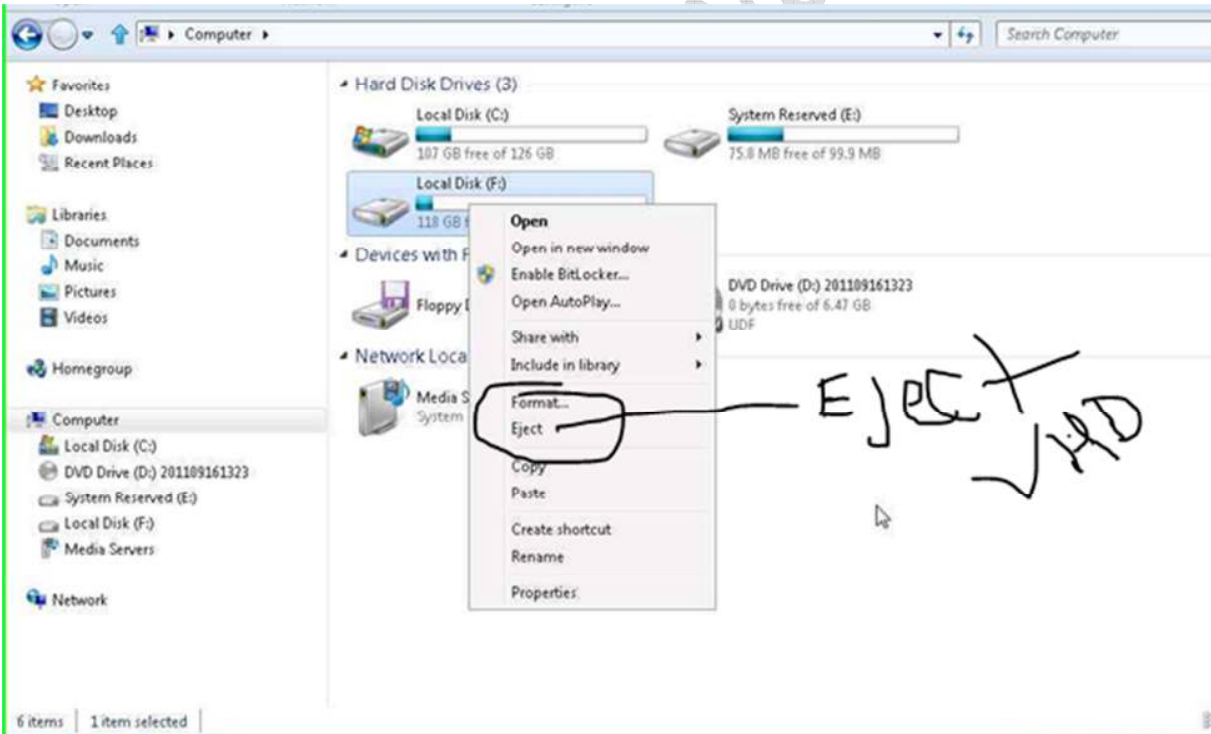 Computer
Search Computer
Favorites
Desktop
Downloads
Recent Places
Libraries
Documents
Music
Pictures
Videos
Homegroup
Computer
Local Disk (C:)
DVD Drive (D:) 201109161323
System Reserved (E:)
Local Disk (F:)
Media Servers
Network
Hard Disk Drives (3)
Local Disk (C:)
107 GB free of 126 GB
System Reserved (E:)
75.8 MB free of 99.9 MB
Local Disk (F:)
118 GB
Devices with
Floppy
DVD Drive (D:) 201109161323
0 bytes free of 6.47 GB
UDF
Network Loca
Media S
System
Open
Open in new window
Enable BitLocker...
Open AutoPlay...
Share with
Include in library
Format...
Eject
Copy
Paste
Create shortcut
Rename
Properties
Eject
VHD
6 items
1 item selected